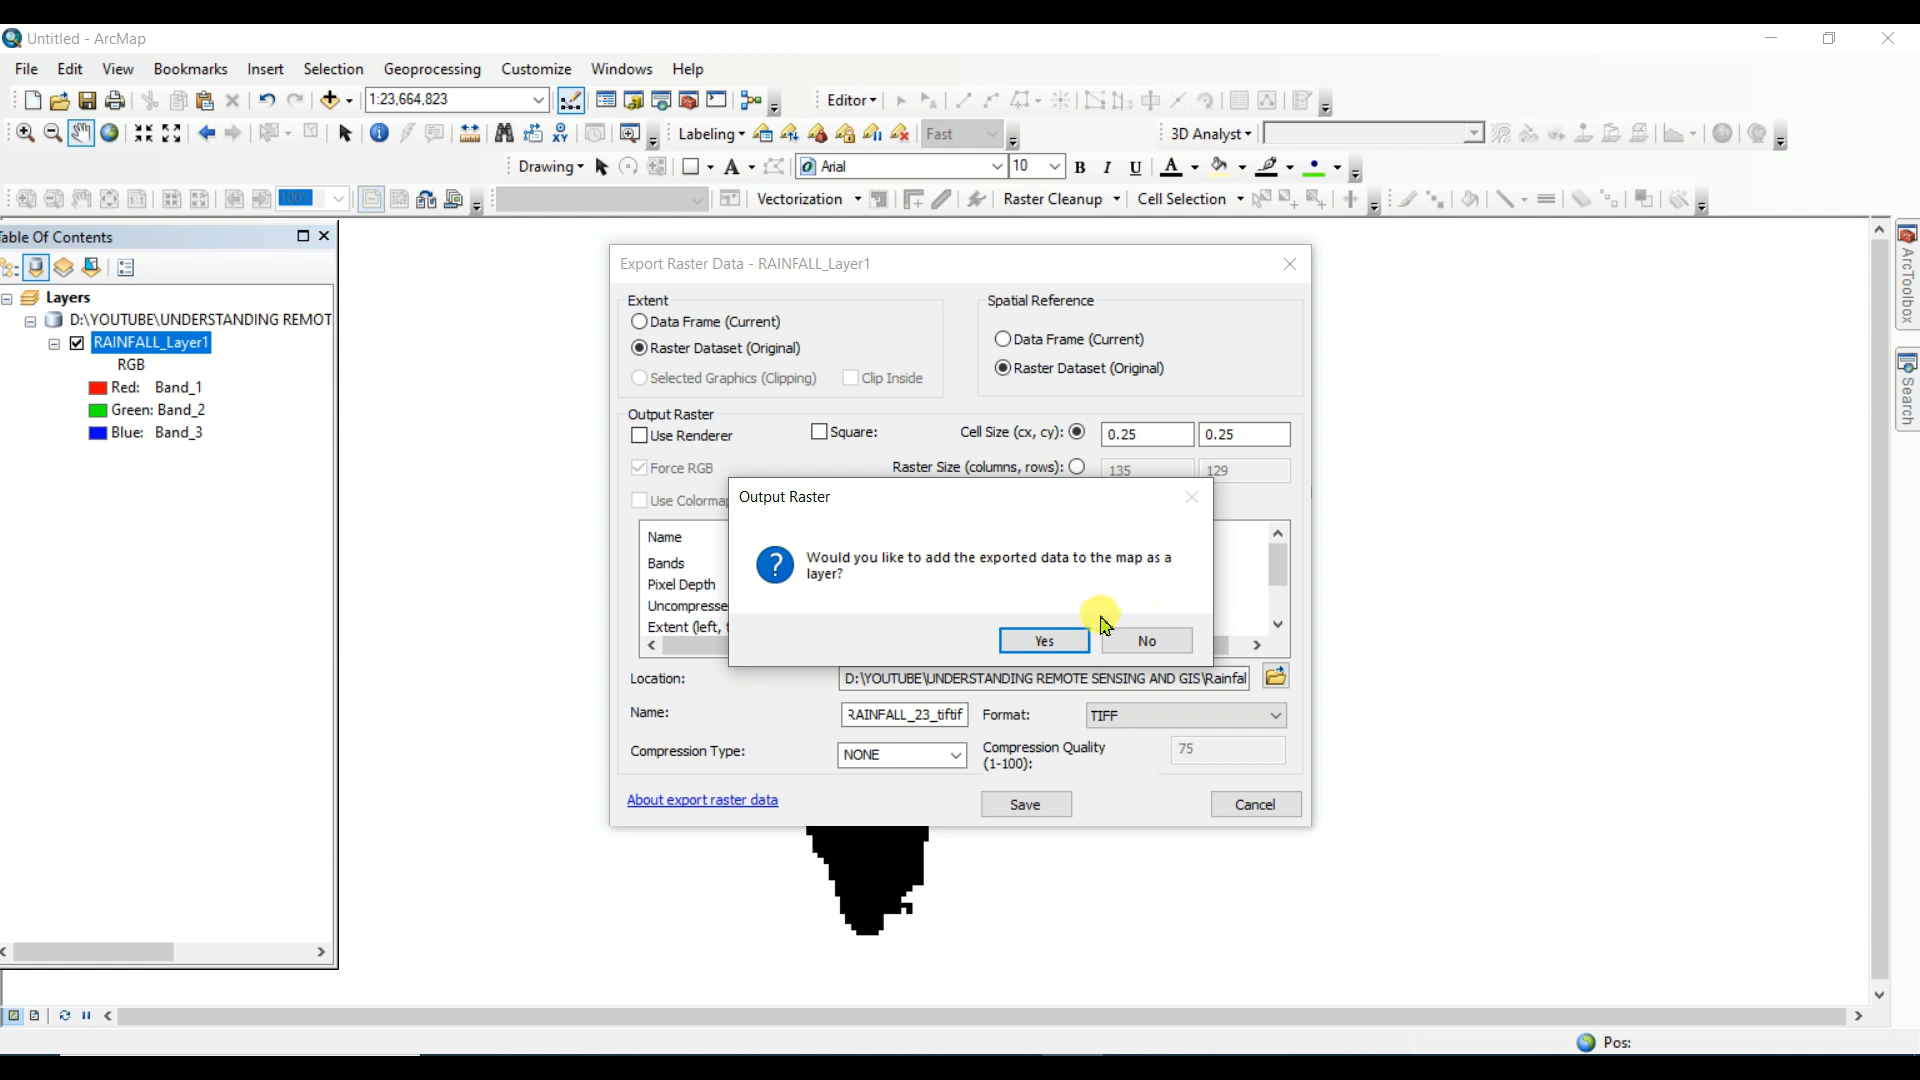 Untitled - ArcMap
File Edit View Bookmarks Insert Selection Geoprocessing Customize Windows Help
1:23,664,823 Editor
Labeling Fast 3D Analyst
Drawing Arial 10 B I U A
100% Vectorization Raster Cleanup Cell Selection
able Of Contents
Layers
D:\YOUTUBE\UNDERSTANDING REMOT
RAINFALL_Layer1
RGB
Red: Band_1
Green: Band_2
Blue: Band_3
Export Raster Data - RAINFALL_Layer1
Extent
Data Frame (Current)
Raster Dataset (Original)
Selected Graphics (Clipping) Clip Inside
Spatial Reference
Data Frame (Current)
Raster Dataset (Original)
Output Raster
Use Renderer Square: Cell Size (cx, cy): 0.25 0.25
Force RGB Raster Size (columns, rows): 135 129
Use Colormap
Name
Bands
Pixel Depth
Uncompresse
Extent (left, t
Output Raster
Would you like to add the exported data to the map as a
layer?
Yes No
Location: D:\YOUTUBE\UNDERSTANDING REMOTE SENSING AND GIS\Rainfal
Name: RAINFALL_23_tiftif Format: TIFF
Compression Type: NONE Compression Quality
(1-100): 75
About export raster data Save Cancel
ArcToolbox
Search
Pos: